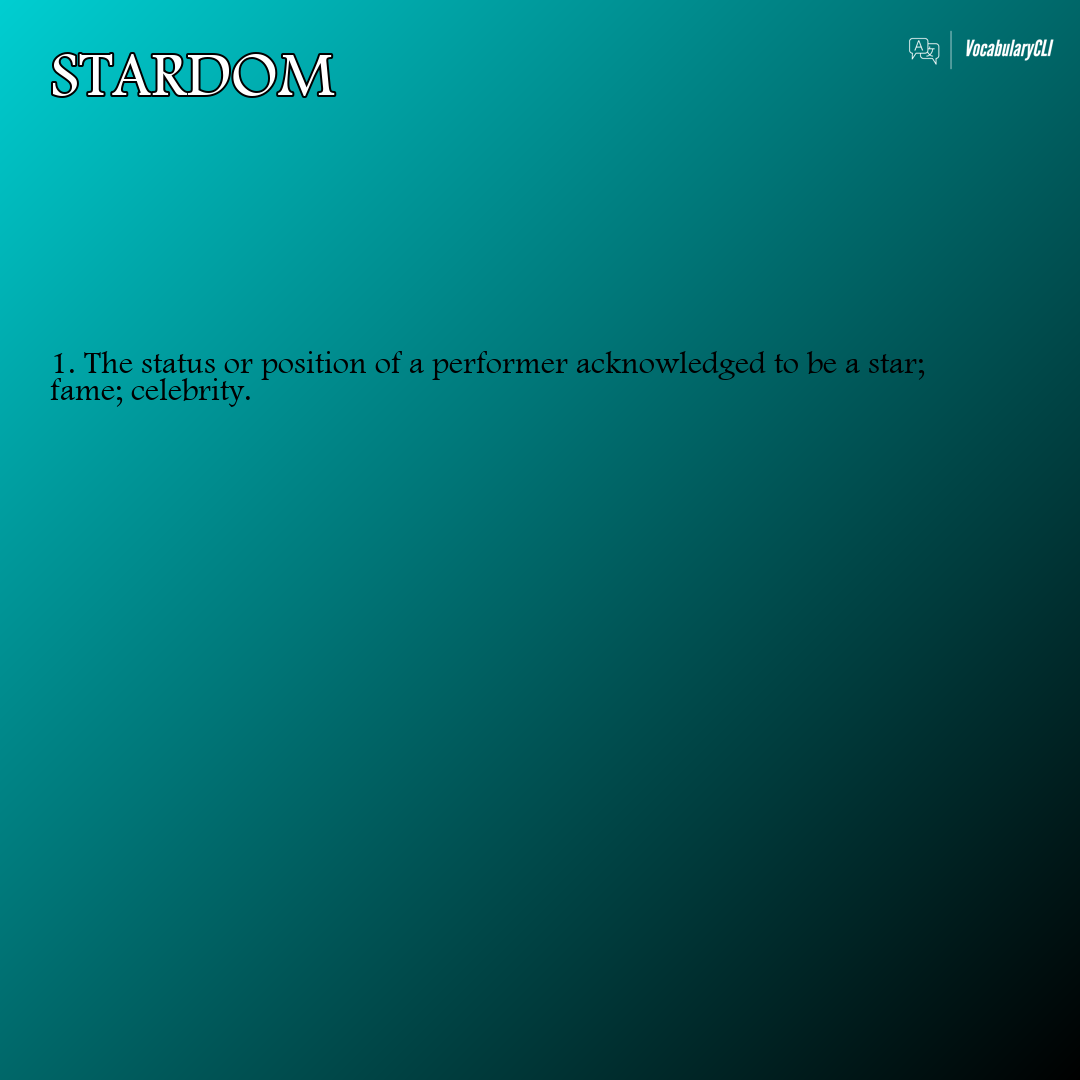 STARDOM
VocabularyCLI
1. The status or position of a performer acknowledged to be a star;
fame; celebrity.